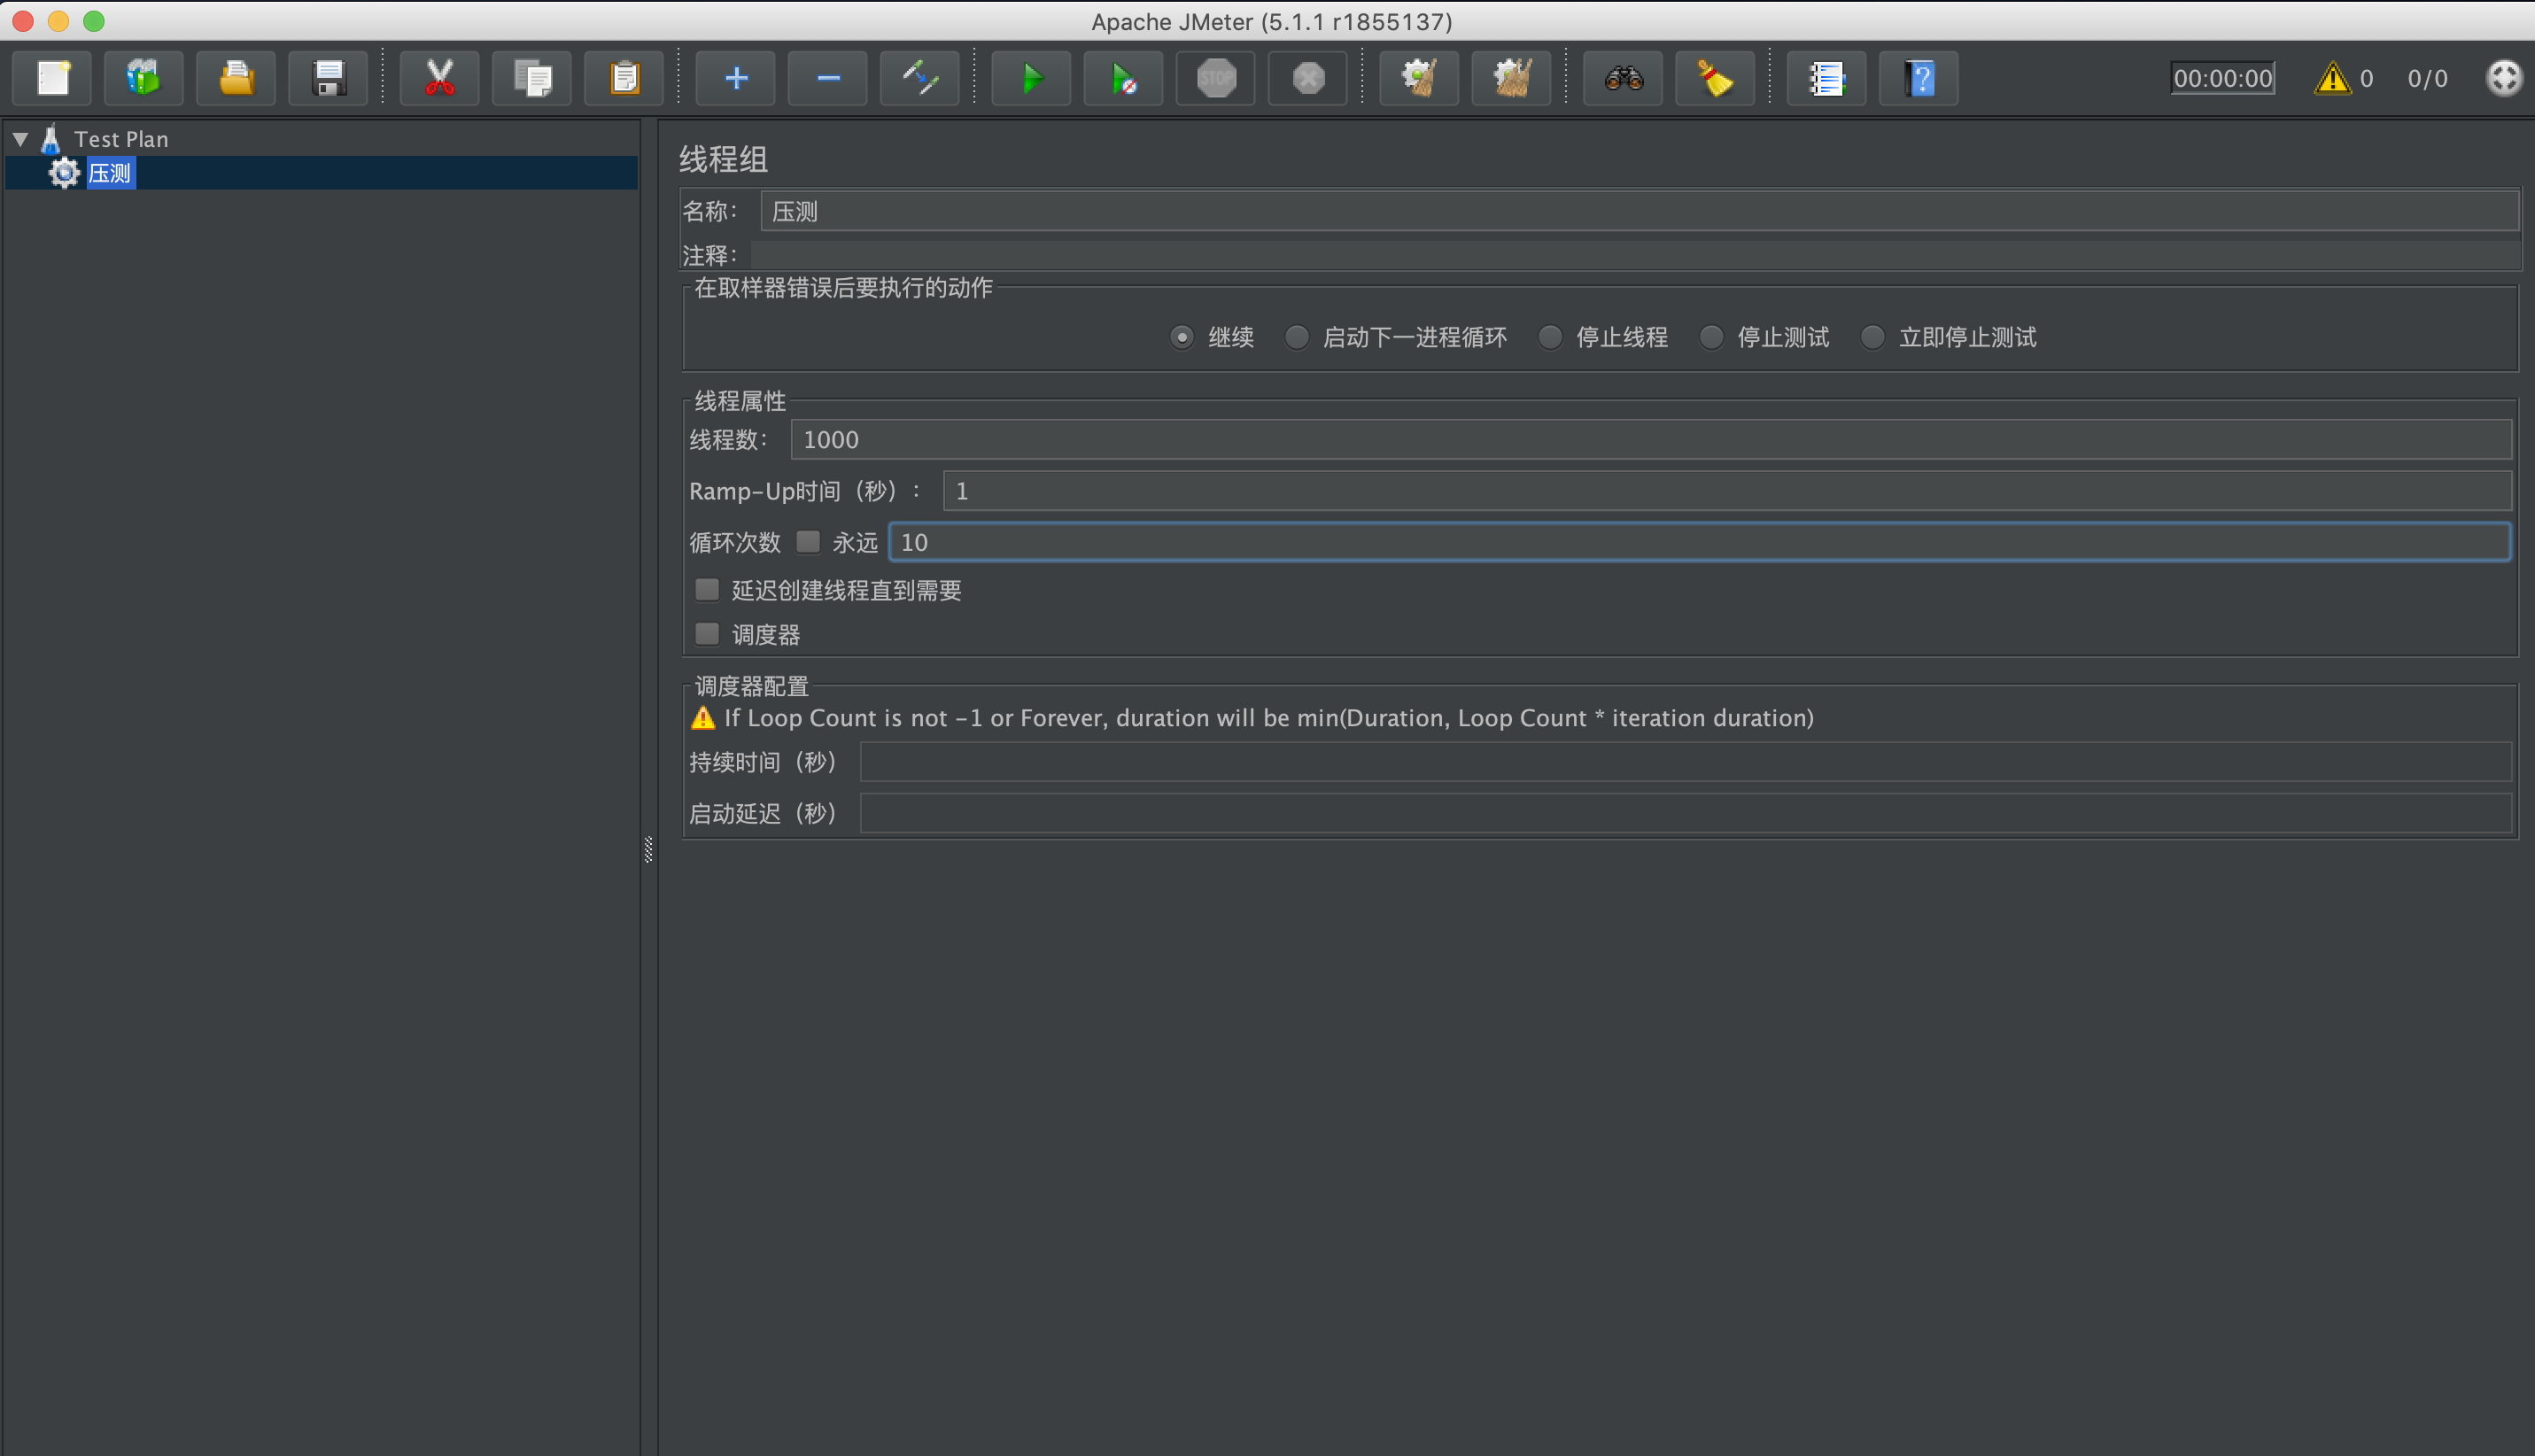 Apache JMeter (5.1.1 r1855137)
STOP
00:00:00 0 0/0
Test Plan
压测
线程组
名称： 压测
注释：
在取样器错误后要执行的动作
继续 启动下一进程循环 停止线程 停止测试 立即停止测试
线程属性
线程数： 1000
Ramp-Up时间（秒）： 1
循环次数 永远 10
延迟创建线程直到需要
调度器
调度器配置
If Loop Count is not -1 or Forever, duration will be min(Duration, Loop Count * iteration duration)
持续时间（秒）
启动延迟（秒）